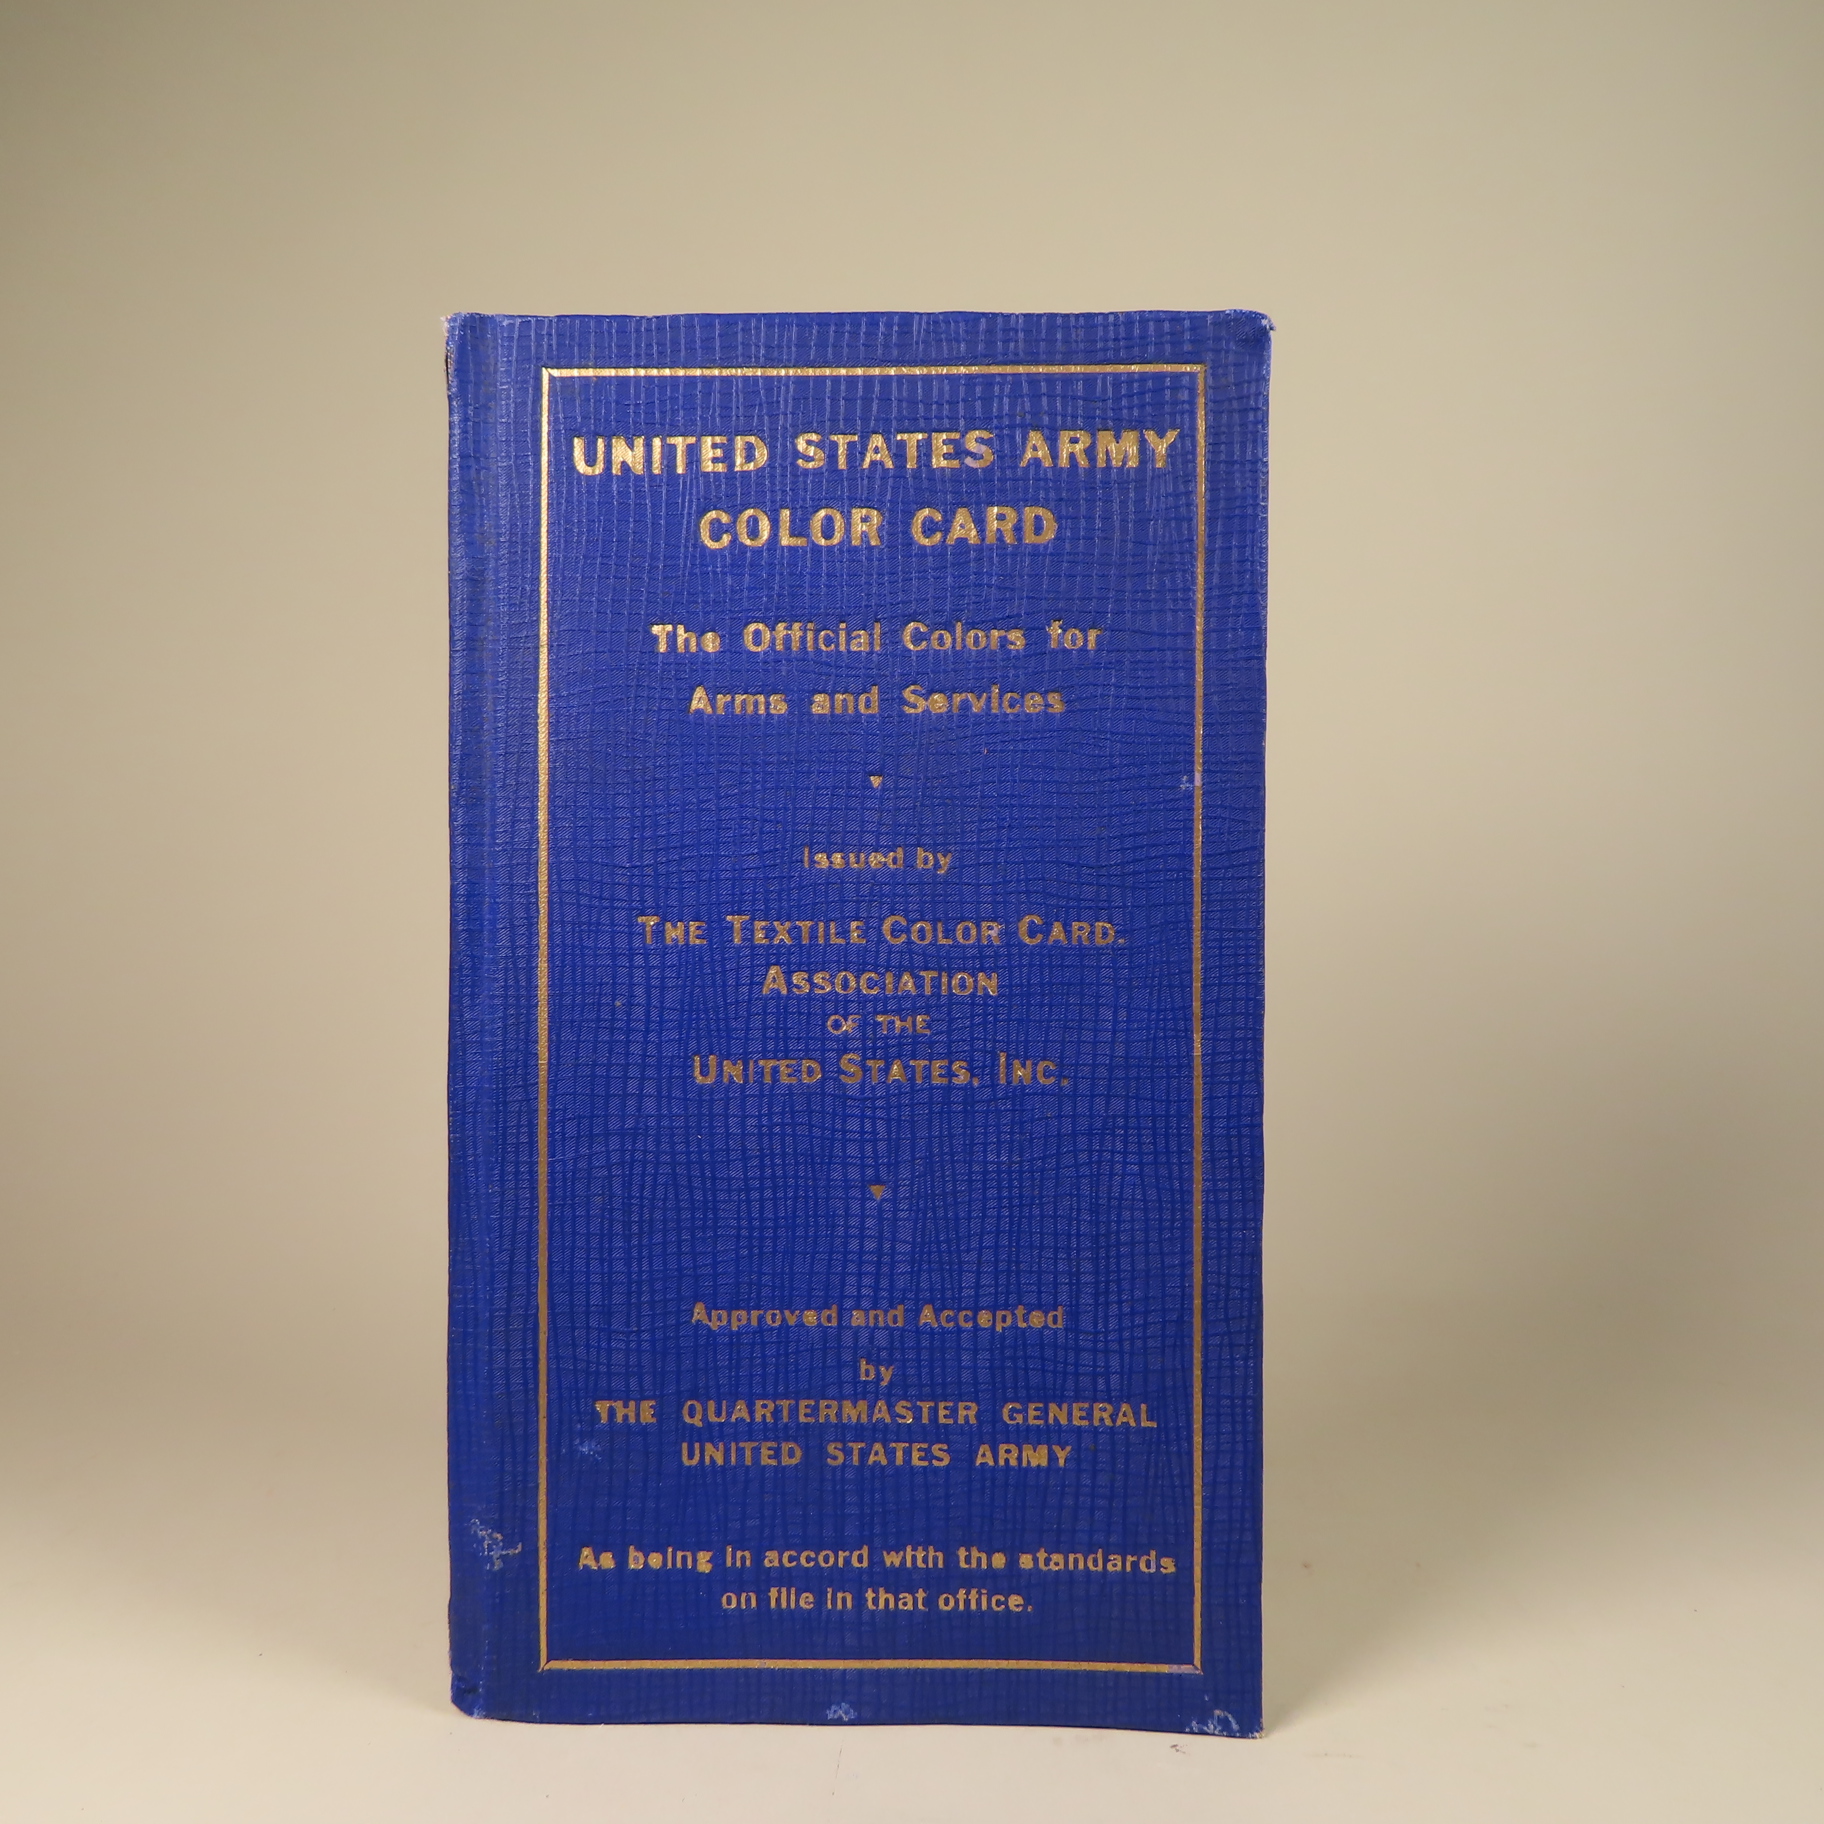 UNITED STATES ARMY
COLOR CARD
The Official Colors for
Arms and Services
Issued by
THE TEXTILE COLOR CARD.
ASSOCIATION
OF THE
UNITED STATES, INC.
Approved and Accepted
by
THE QUARTERMASTER GENERAL
UNITED STATES ARMY
As being in accord with the standards
on file in that office.